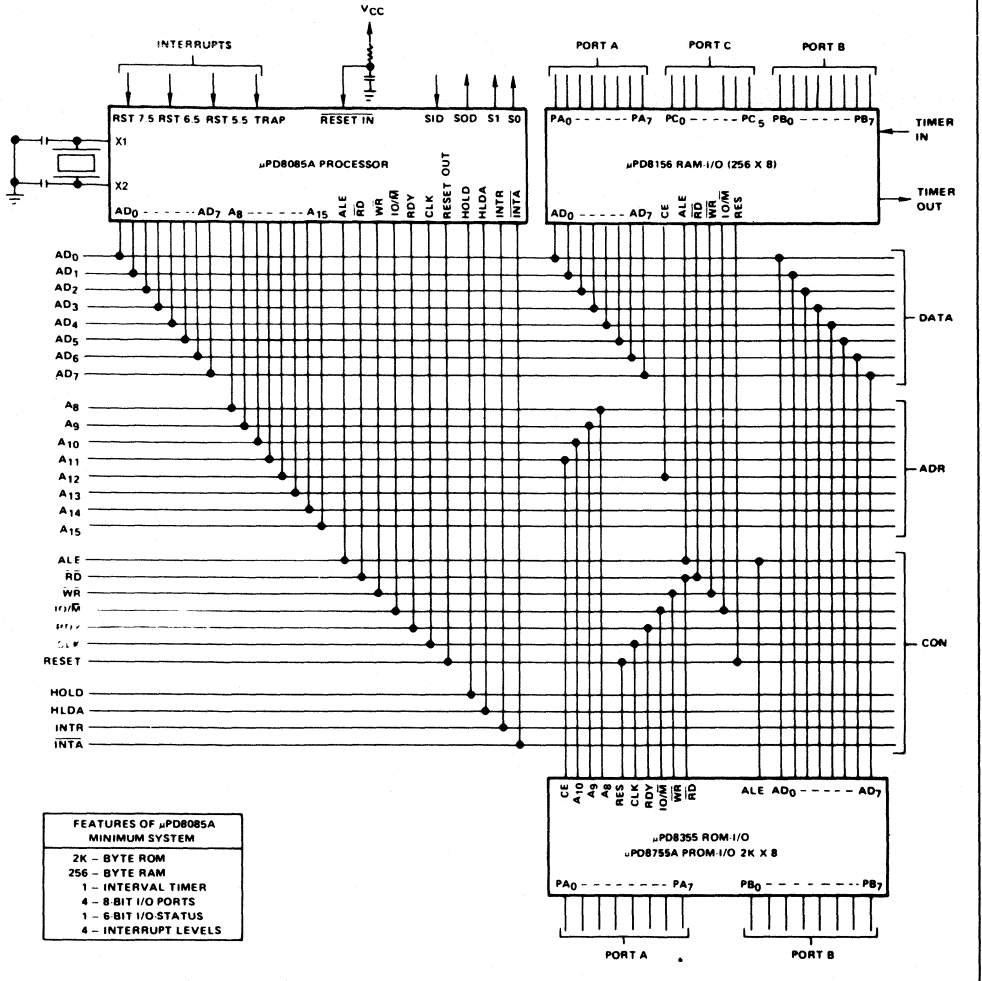 VCC
INTERRUPTS
PORT A PORT C PORT B
RST 7.5 RST 6.5 RST 5.5 TRAP RESET IN SID SOD S1 S0
PA0 - - - - - PA7 PC0 - - - - PC5 PB0 - - - - - PB7
TIMER IN
X1
μPD8085A PROCESSOR
μPD8156 RAM-I/O (256 X 8)
X2
TIMER OUT
AD0 - - - - - - AD7 A8 - - - - - - A15 ALE RD WR IO/M RDY CLK RESET OUT HOLD HLDA INTR INTA
AD0 - - - - - AD7 CE ALE RD WR IO/M RES
AD0
AD1
AD2
AD3
AD4
AD5
AD6
AD7
DATA
A8
A9
A10
A11
A12
A13
A14
A15
ADR
ALE
RD
WR
IO/M
CLK
RESET
HOLD
HLDA
INTR
INTA
CON
CE A10 A9 A8 RES CLK RDY IO/M WR RD ALE AD0 - - - - - AD7
μPD8355 ROM-I/O
μPD8755A PROM-I/O 2K X 8
PA0 - - - - - - - - - PA7 PB0 - - - - - - - - - PB7
PORT A PORT B
FEATURES OF μPD8085A
MINIMUM SYSTEM
2K – BYTE ROM
256 – BYTE RAM
1 – INTERVAL TIMER
4 – 8-BIT I/O PORTS
1 – 6-BIT I/O-STATUS
4 – INTERRUPT LEVELS